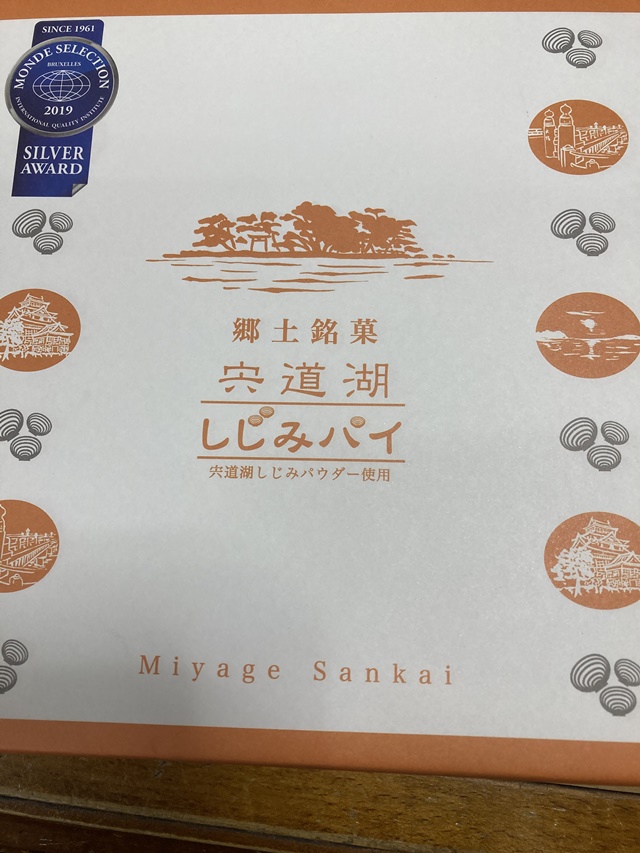 SINCE 1961
MONDE SELECTION
BRUXELLES
2019
INTERNATIONAL QUALITY INSTITUTE
SILVER
AWARD
郷土銘菓
宍道湖
しじみパイ
宍道湖しじみパウダー使用
Miyage Sankai